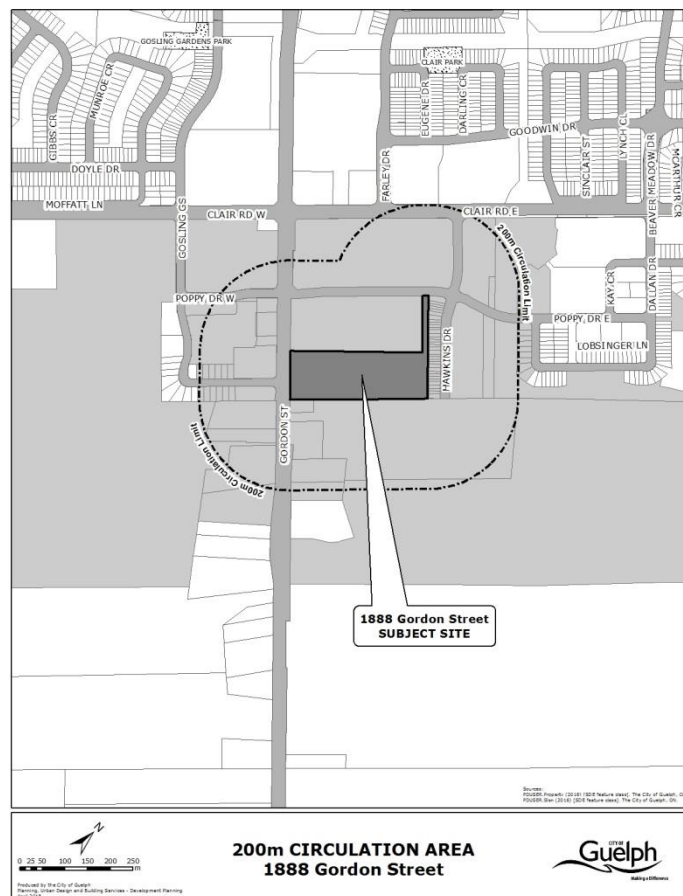 GOSLING GARDENS PARK
CLAIR PARK
GIBBS CR
MUNROE CR
EUGENE DR
DARLING CR
GOODWIN DR
SINCLAIR ST
LYNCH CL
BEAVER MEADOW DR
MCARTHUR CR
DOYLE DR
MOFFATT LN
FARLEY DR
CLAIR RD W
CLAIR RD E
GOSLING GS
200m Circulation Limit
KAY CR
DALLAN DR
POPPY DR W
POPPY DR E
LOBSINGER LN
HAWKINS DR
GORDON ST
200m Circulation Limit
1888 Gordon Street
SUBJECT SITE
Sources:
N
0 25 50 100 150 200 250
m
200m CIRCULATION AREA
1888 Gordon Street
CITY OF
Guelph
Making a Difference
Produced by the City of Guelph
Planning, Urban Design and Building Services - Development Planning